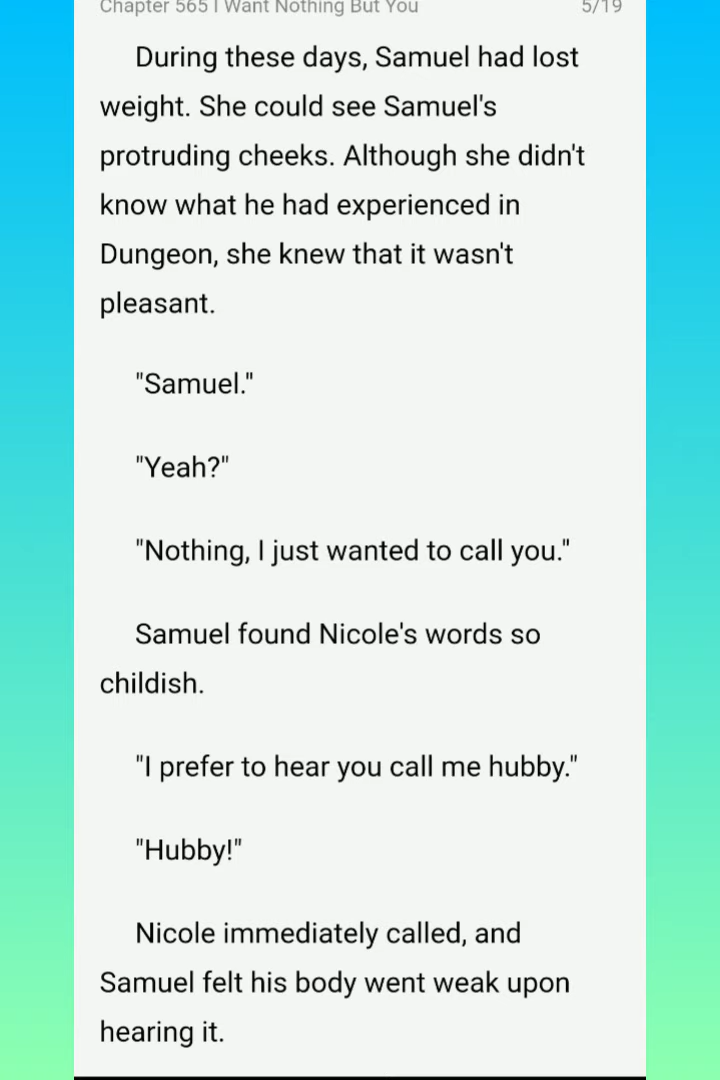 Chapter 565 I Want Nothing But You 5/19
During these days, Samuel had lost
weight. She could see Samuel's
protruding cheeks. Although she didn't
know what he had experienced in
Dungeon, she knew that it wasn't
pleasant.
"Samuel."
"Yeah?"
"Nothing, I just wanted to call you."
Samuel found Nicole's words so
childish.
"I prefer to hear you call me hubby."
"Hubby!"
Nicole immediately called, and
Samuel felt his body went weak upon
hearing it.